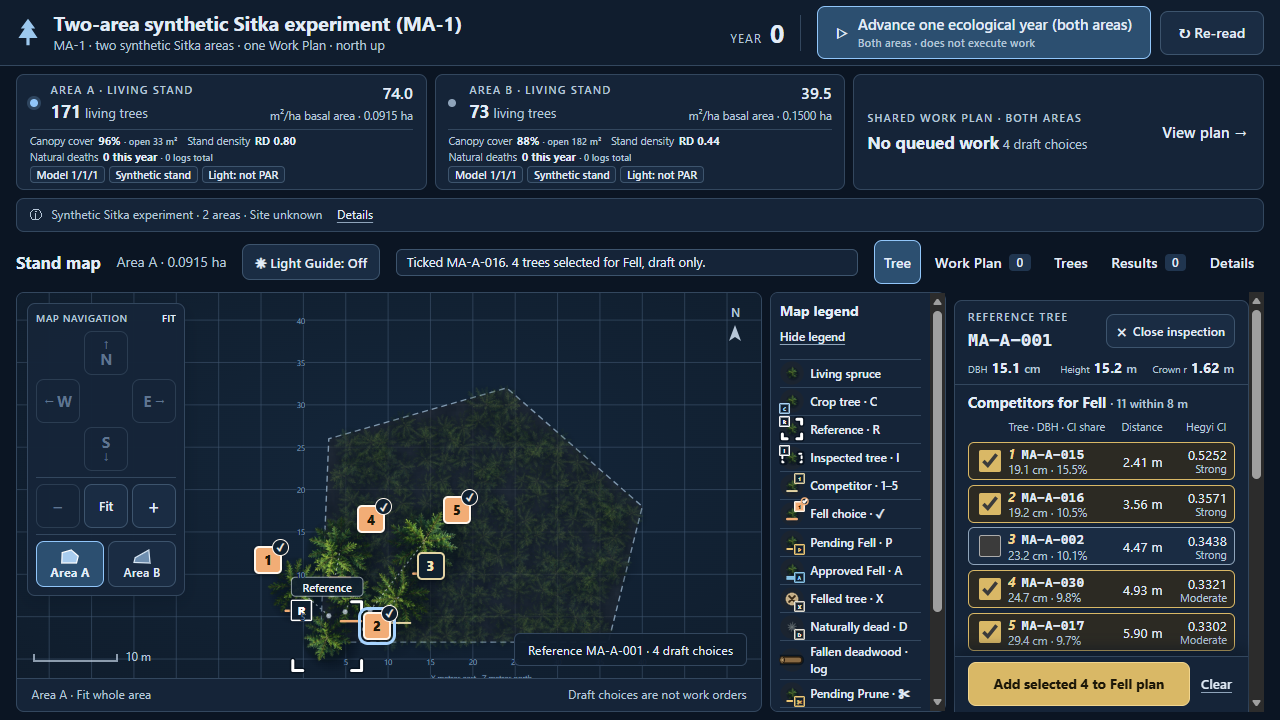 Two-area synthetic Sitka experiment (MA-1)
MA-1 · two synthetic Sitka areas · one Work Plan · north up
YEAR 0
Advance one ecological year (both areas)
Both areas · does not execute work
↻ Re-read
AREA A · LIVING STAND
74.0
171 living trees
m²/ha basal area · 0.0915 ha
Canopy cover 96% · open 33 m² Stand density RD 0.80
Natural deaths 0 this year · 0 logs total
Model 1/1/1 Synthetic stand Light: not PAR
AREA B · LIVING STAND
39.5
73 living trees
m²/ha basal area · 0.1500 ha
Canopy cover 88% · open 182 m² Stand density RD 0.44
Natural deaths 0 this year · 0 logs total
Model 1/1/1 Synthetic stand Light: not PAR
SHARED WORK PLAN · BOTH AREAS
No queued work 4 draft choices
View plan →
ⓘ Synthetic Sitka experiment · 2 areas · Site unknown Details
Stand map Area A · 0.0915 ha
Light Guide: Off
Ticked MA-A-016. 4 trees selected for Fell, draft only.
Tree Work Plan 0 Trees Results 0 Details
MAP NAVIGATION FIT
↑
N
← W E →
S
↓
− Fit +
Area A Area B
10 m
N
40
35
30
25
20
15
10
5 10 15 20
1 ✓
2 ✓
3
4 ✓
5 ✓
Reference
R
Reference MA-A-001 · 4 draft choices
Area A · Fit whole area
Draft choices are not work orders
Map legend
Hide legend
Living spruce
Crop tree · C
Reference · R
Inspected tree · I
Competitor · 1–5
Fell choice · ✓
Pending Fell · P
Approved Fell · A
Felled tree · X
Naturally dead · D
Fallen deadwood ·
log
Pending Prune · ✂
REFERENCE TREE
MA-A-001
× Close inspection
DBH 15.1 cm Height 15.2 m Crown r 1.62 m
Competitors for Fell · 11 within 8 m
Tree · DBH · CI share Distance Hegyi CI
1 MA-A-015 2.41 m 0.5252
19.1 cm · 15.5% Strong
2 MA-A-016 3.56 m 0.3571
19.2 cm · 10.5% Strong
3 MA-A-002 4.47 m 0.3438
23.2 cm · 10.1% Strong
4 MA-A-030 4.93 m 0.3321
24.7 cm · 9.8% Moderate
5 MA-A-017 5.90 m 0.3302
29.4 cm · 9.7% Moderate
Add selected 4 to Fell plan
Clear